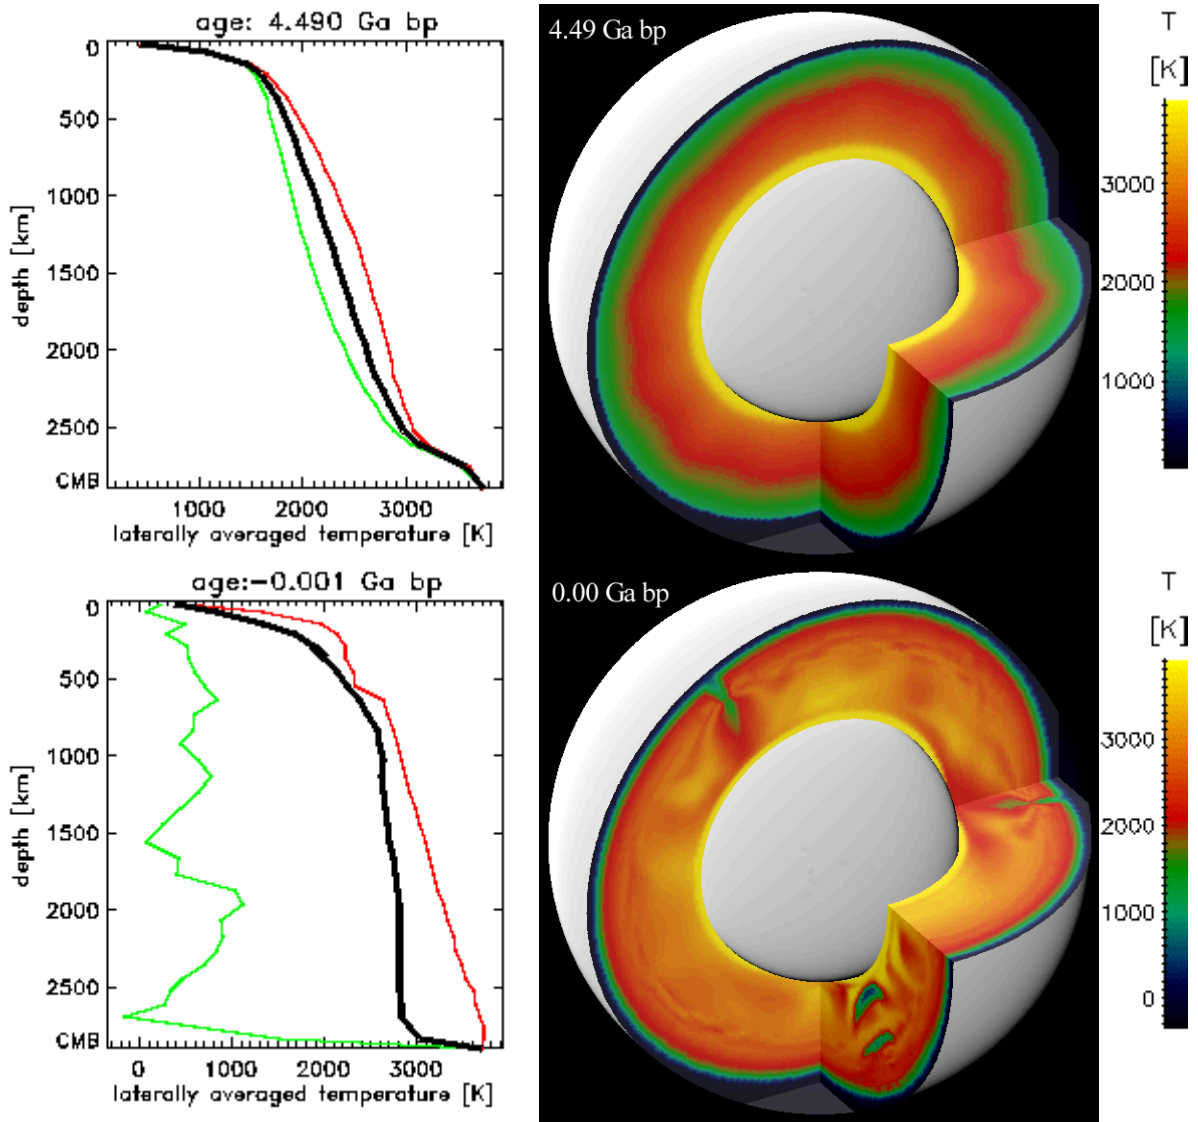 age: 4.490 Ga bp
0
500
1000
1500
2000
2500
CMB
depth [km]
1000 2000 3000
laterally averaged temperature [K]
4.49 Ga bp
T
[K]
3000
2000
1000
age:-0.001 Ga bp
0
500
1000
1500
2000
2500
CMB
depth [km]
0 1000 2000 3000
laterally averaged temperature [K]
0.00 Ga bp
T
[K]
3000
2000
1000
0